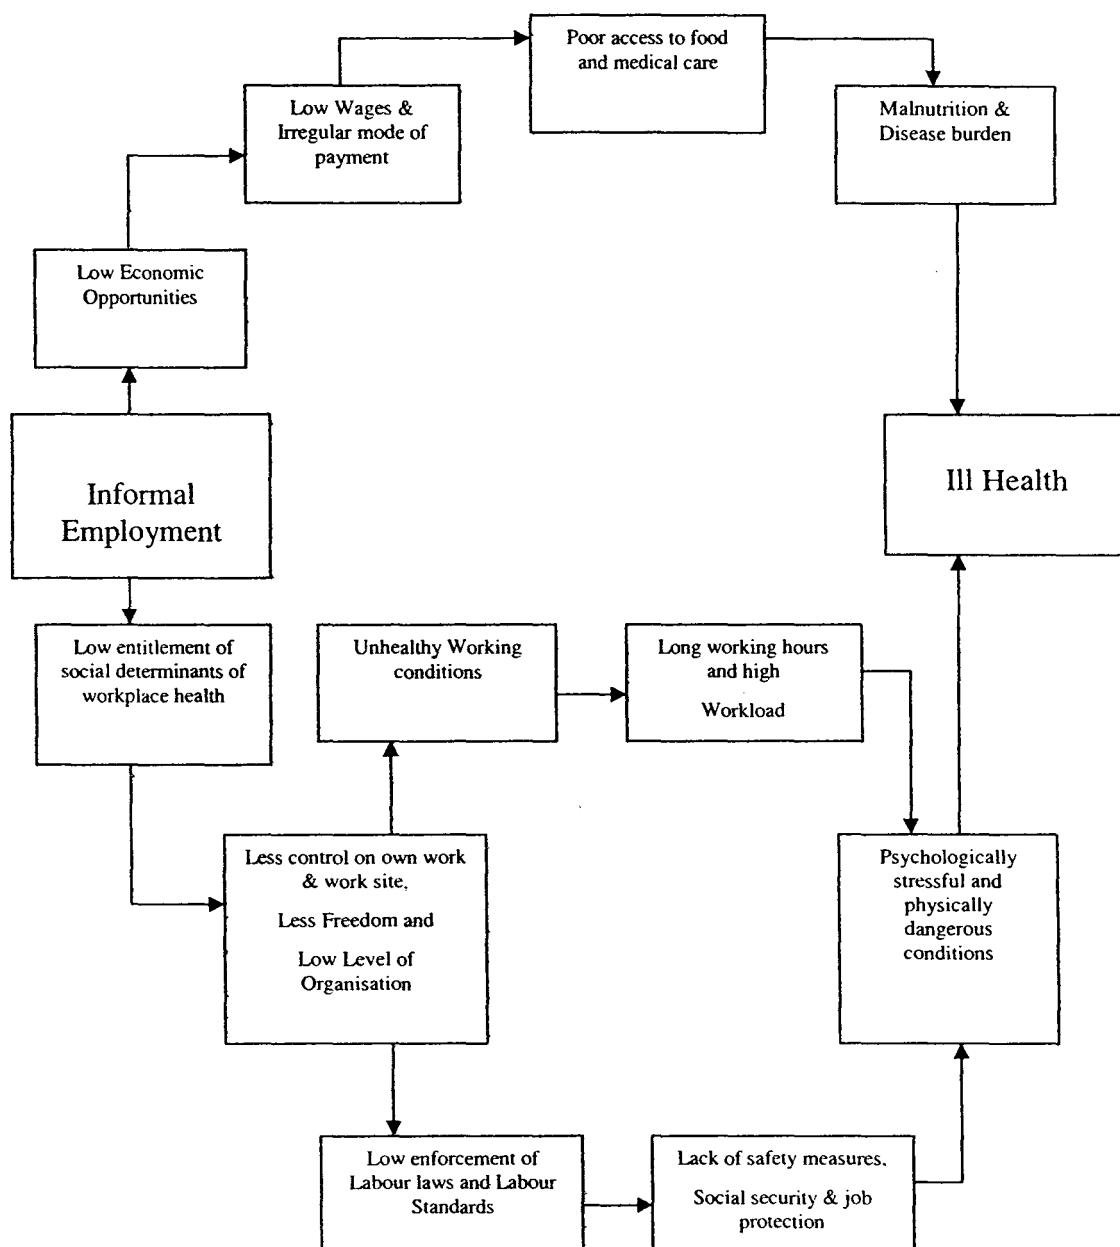 Poor access to food
and medical care
Low Wages &
Irregular mode of
payment
Malnutrition &
Disease burden
Low Economic
Opportunities
Informal
Employment
Ill Health
Low entitlement of
social determinants of
workplace health
Unhealthy Working
conditions
Long working hours
and high
Workload
Less control on own work
& work site,
Less Freedom and
Low Level of
Organisation
Psychologically
stressful and
physically
dangerous
conditions
Low enforcement of
Labour laws and Labour
Standards
Lack of safety measures,
Social security & job
protection